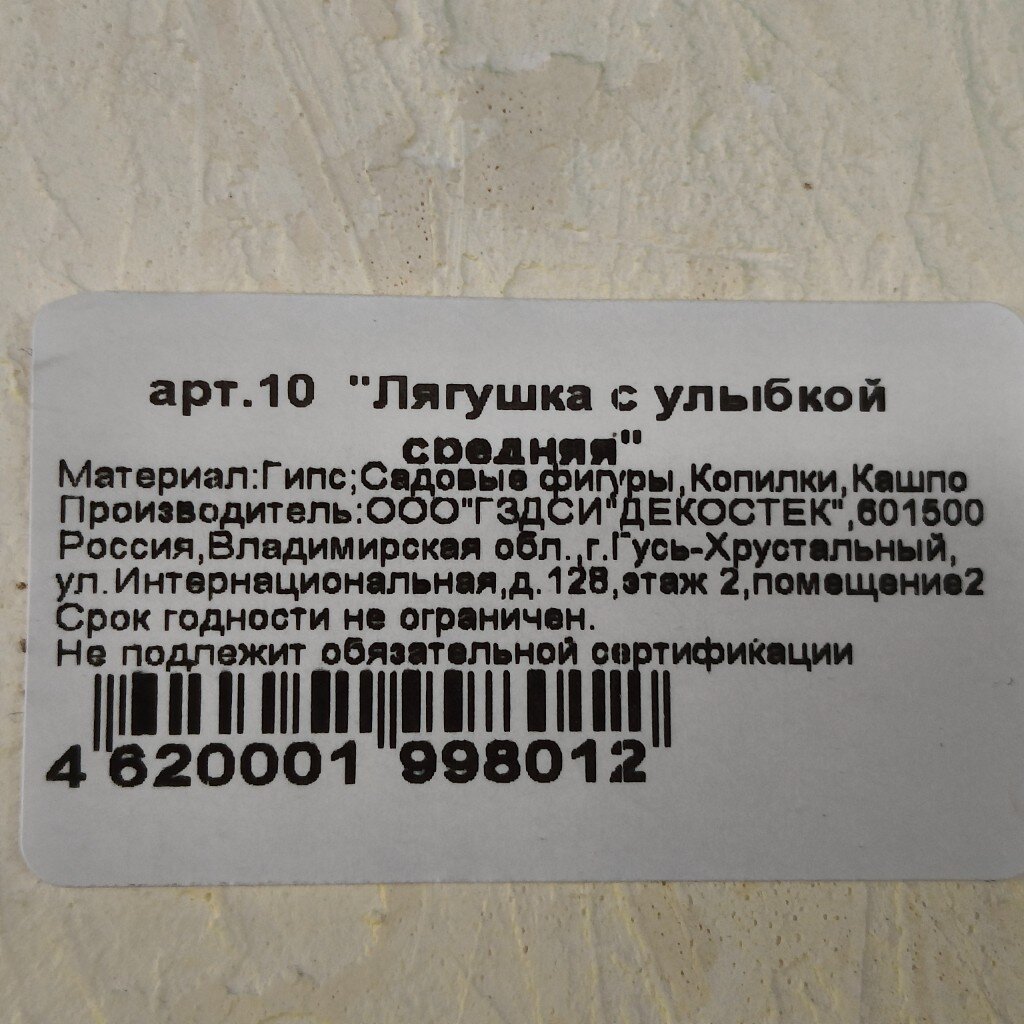 арт.10 "Лягушка с улыбкой
средняя"
Материал:Гипс;Садовые фигуры,Копилки,Кашпо
Производитель:ООО"ГЗДСИ"ДЕКОСТЕК",601500
Россия,Владимирская обл.,г.Гусь-Хрустальный,
ул.Интернациональная,д.128,этаж 2,помещение2
Срок годности не ограничен.
Не подлежит обязательной сертификации
4 620001 998012